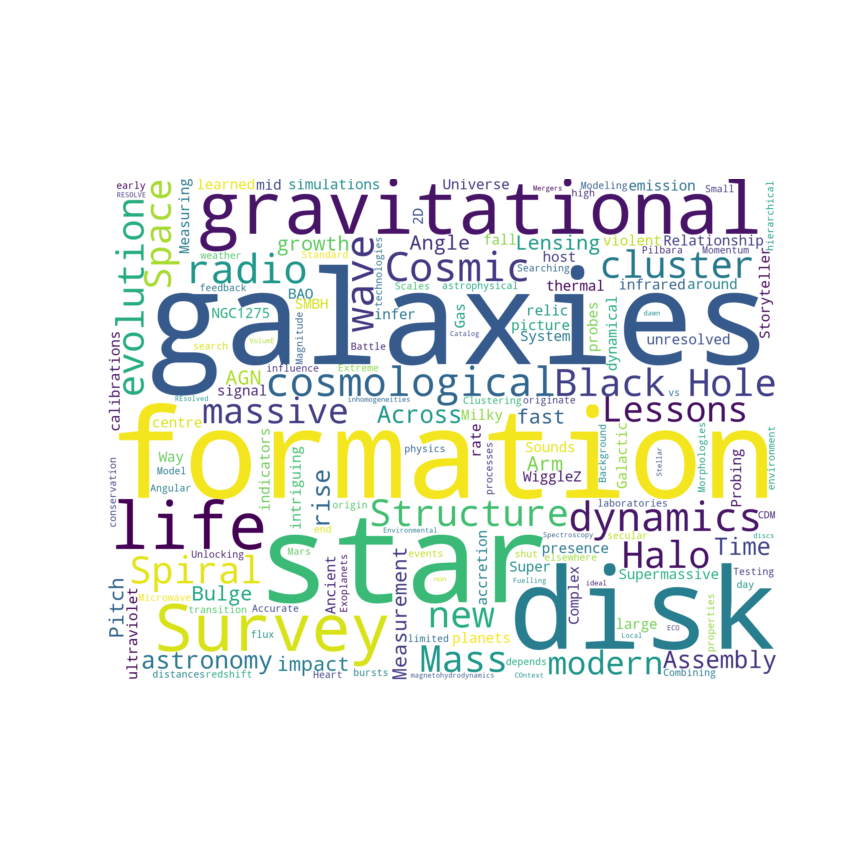 early
RESOLVE
learned
mid
simulations
Universe
Mergers
high
Modeling
emission
Small
hierarchical
gravitational
Space
Measuring
2D
evolution
weather
growth
Standard
wave
technologies
Angle
fall
Lensing
violent
Relationship
Pilbara
Momentum
Storyteller
radio
feedback
Cosmic
Searching
host
cluster
Scales
astrophysical
thermal
infrared
around
galaxies
NGC1275
BAO
SMBH
infer
Gas
relic
picture
System
probes
dynamical
unresolved
dawn
calibrations
search
VolumE
Magnitude
Battle
Catalog
AGN
influence
Extreme
cosmological
Black Hole
signal
REsolved
inhomogeneities
Clustering
originate
vs
massive
Across
Milky
fast
Lessons
centre
formation
Way
indicators
intriguing
physics
rate
processes
Sounds
Arm
WiggleZ
Background
Galactic
Stellar
Morphologies
Probing
environment
conservation
Model
Angular
rise
origin
laboratories
life
Structure
dynamics
CDM
end
Environmental
Spectroscopy
secular
discs
Unlocking
Mars
star
events
shut
elsewhere
presence
Halo
Time
Spiral
Ancient
Exoplanets
Measurement
accretion
Super
Fuelling
Complex
ideal
Supermassive
Testing
day
non
Pitch
Microwave
Bulge
transition
Accurate
new
disk
large
Local
ECO
properties
ultraviolet
Survey
flux
limited
planets
astronomy
impact
Mass
depends
modern
Assembly
distances
redshift
Heart
bursts
magnetohydrodynamics
COntext
Combining